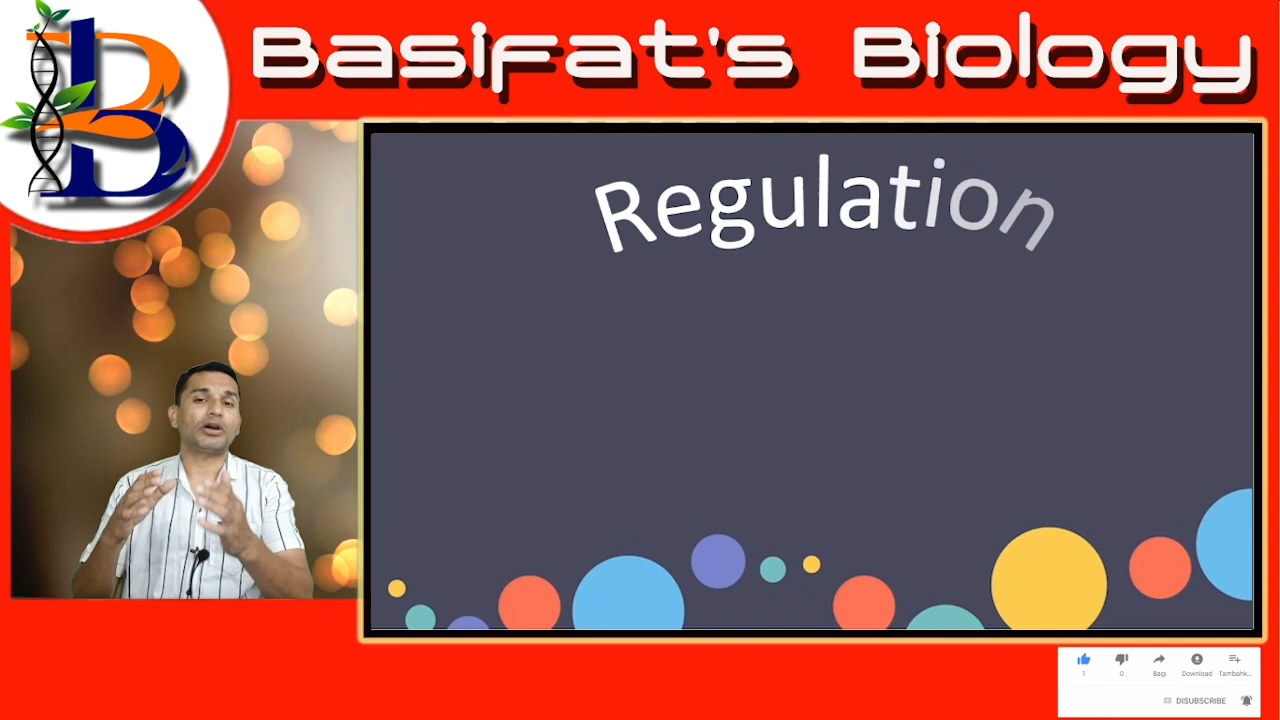 Basifat's Biology
B
Regulation
1
0
Bagi
Download
Tambahk...
DISUBSCRIBE